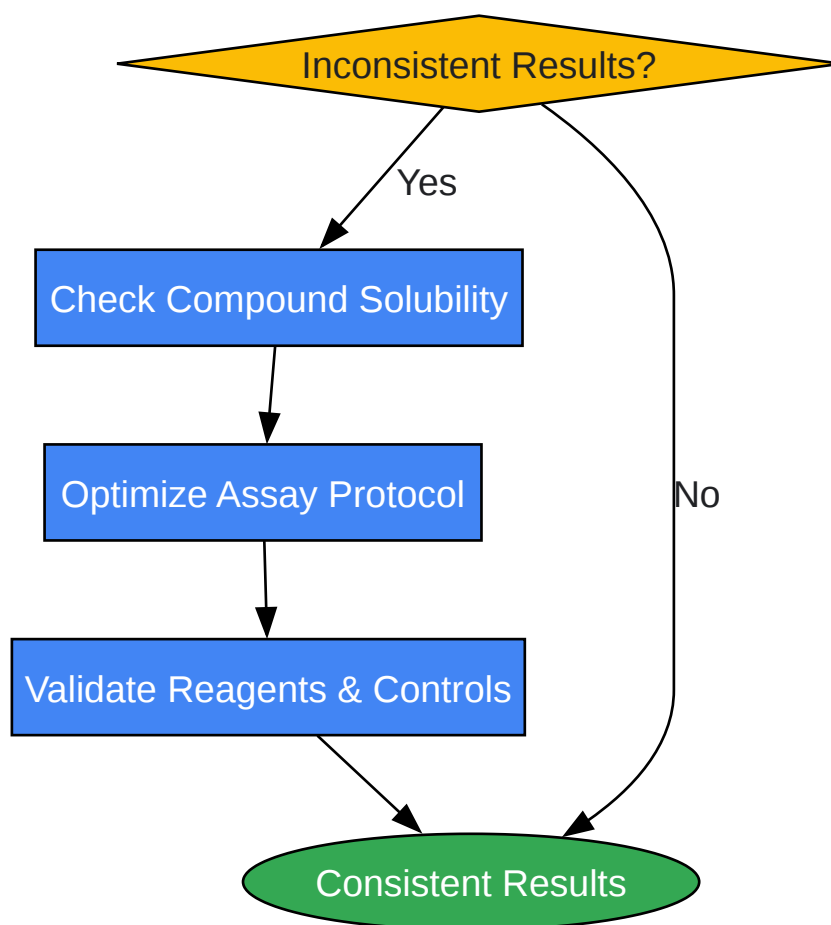 Inconsistent Results?
Yes
Check Compound Solubility
Optimize Assay Protocol
No
Validate Reagents & Controls
Consistent Results